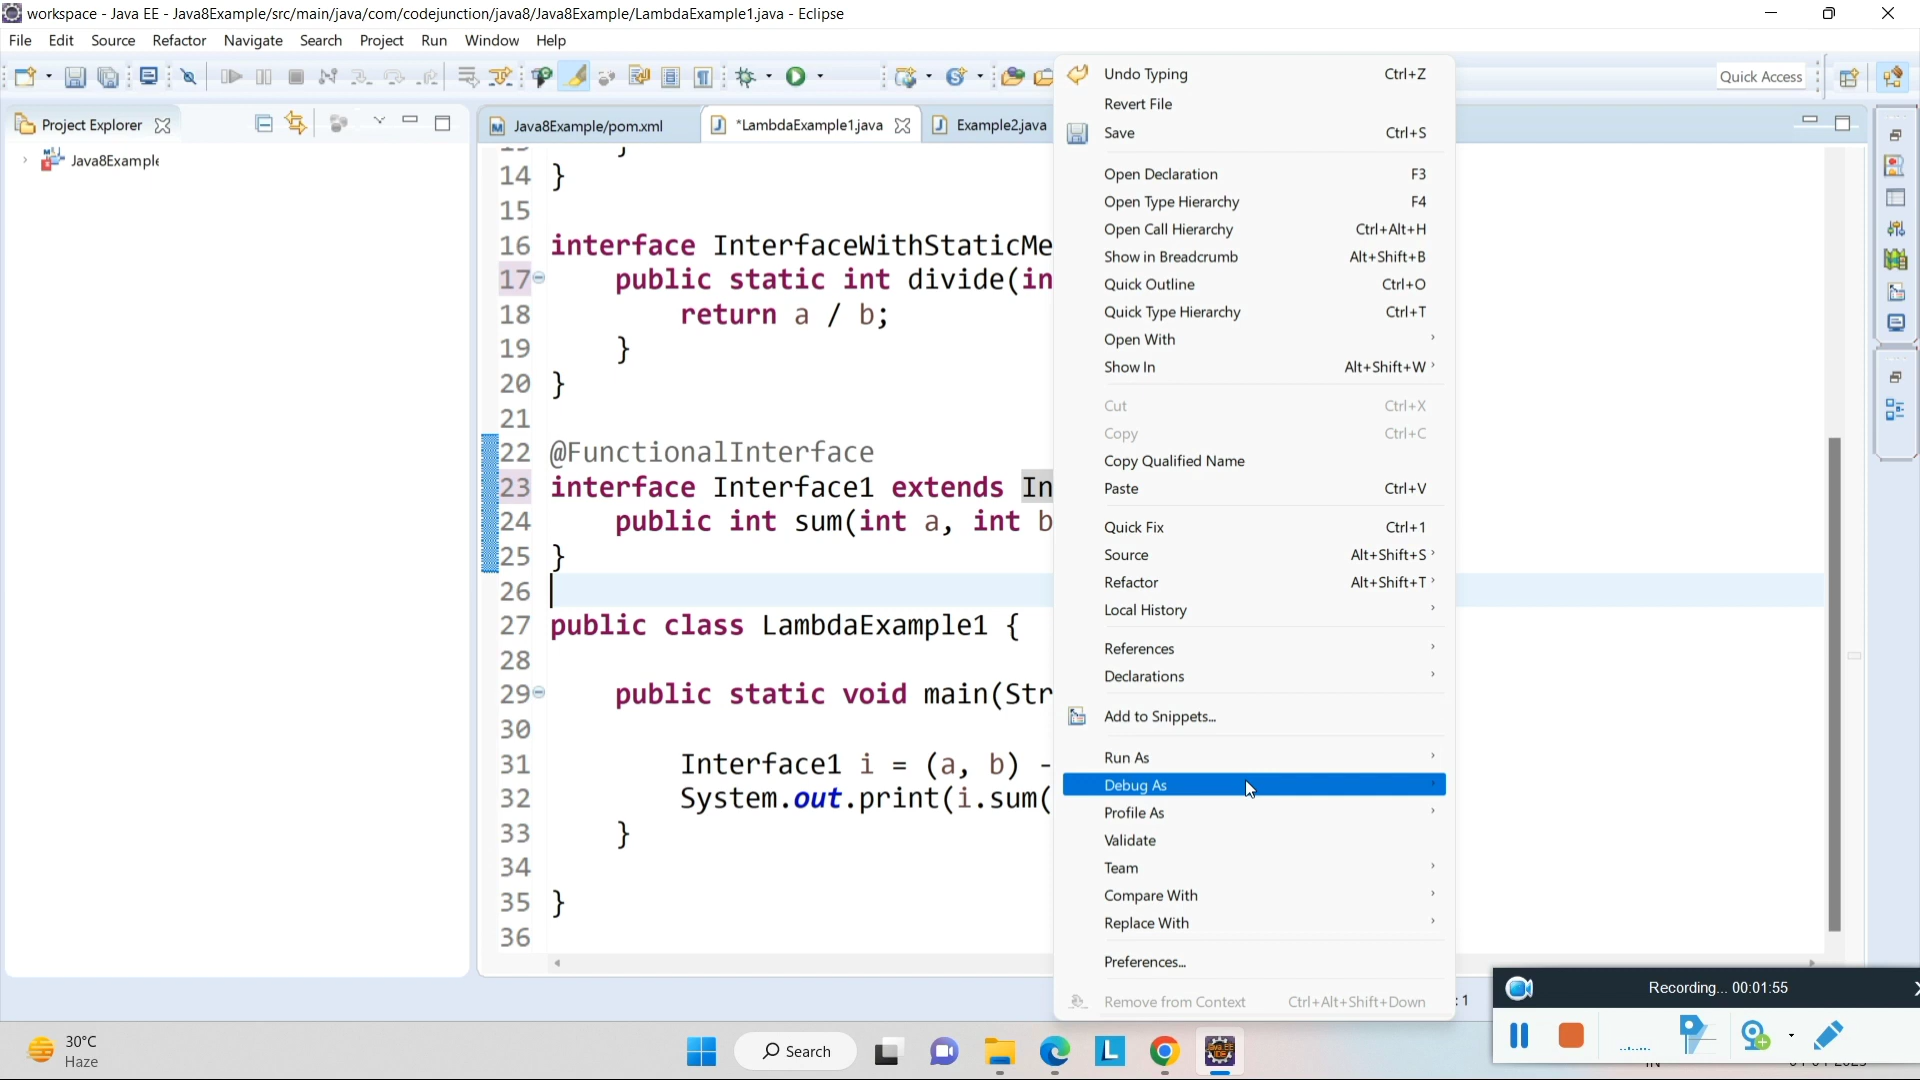 workspace - Java EE - Java8Example/src/main/java/com/codejunction/java8/Java8Example/LambdaExample1.java - Eclipse
File Edit Source Refactor Navigate Search Project Run Window Help
Quick Access
Project Explorer
Java8Example
Java8Example/pom.xml *LambdaExample1.java Example2.java
14 }
15
16 interface InterfaceWithStaticMe
17 public static int divide(in
18 return a / b;
19 }
20 }
21
22 @FunctionalInterface
23 interface Interface1 extends In
24 public int sum(int a, int b
25 }
26
27 public class LambdaExample1 {
28
29 public static void main(Str
30
31 Interface1 i = (a, b) -
32 System.out.print(i.sum(
33 }
34
35 }
36
Undo Typing Ctrl+Z
Revert File
Save Ctrl+S
Open Declaration F3
Open Type Hierarchy F4
Open Call Hierarchy Ctrl+Alt+H
Show in Breadcrumb Alt+Shift+B
Quick Outline Ctrl+O
Quick Type Hierarchy Ctrl+T
Open With
Show In Alt+Shift+W
Cut Ctrl+X
Copy Ctrl+C
Copy Qualified Name
Paste Ctrl+V
Quick Fix Ctrl+1
Source Alt+Shift+S
Refactor Alt+Shift+T
Local History
References
Declarations
Add to Snippets...
Run As
Debug As
Profile As
Validate
Team
Compare With
Replace With
Preferences...
Remove from Context Ctrl+Alt+Shift+Down
:1
Recording... 00:01:55
30°C
Haze
Search